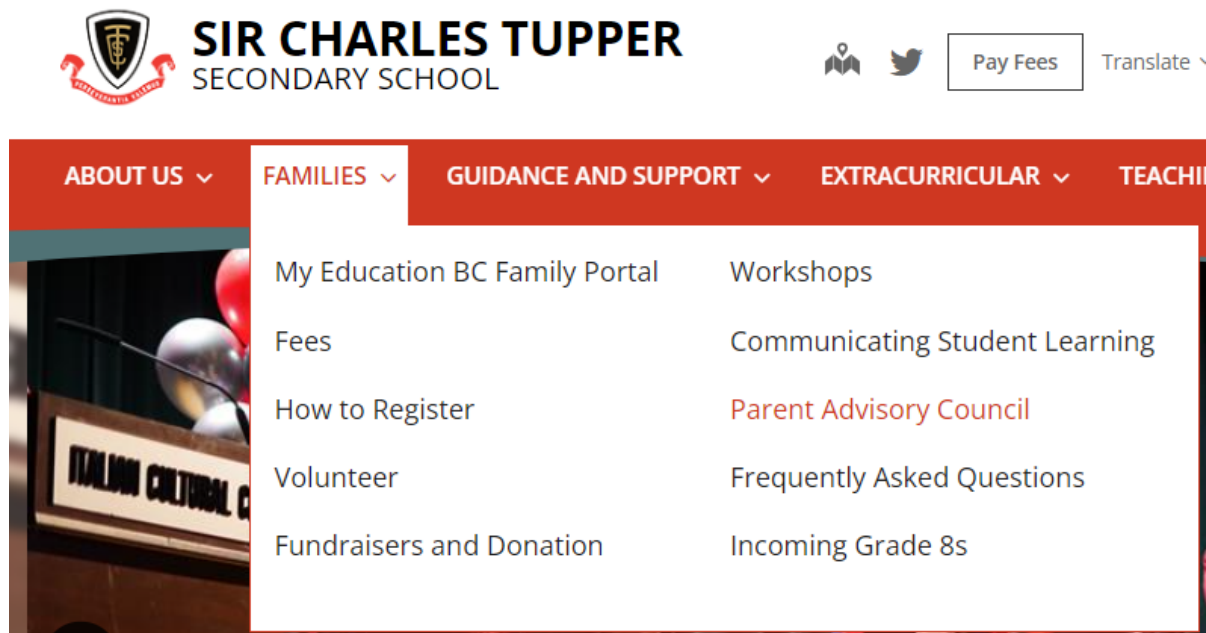 SIR CHARLES TUPPER
SECONDARY SCHOOL
Pay Fees
Translate
ABOUT US
FAMILIES
GUIDANCE AND SUPPORT
EXTRACURRICULAR
My Education BC Family Portal
Workshops
Fees
Communicating Student Learning
How to Register
Parent Advisory Council
Volunteer
Frequently Asked Questions
Fundraisers and Donation
Incoming Grade 8s
ITALIAN CULTURAL